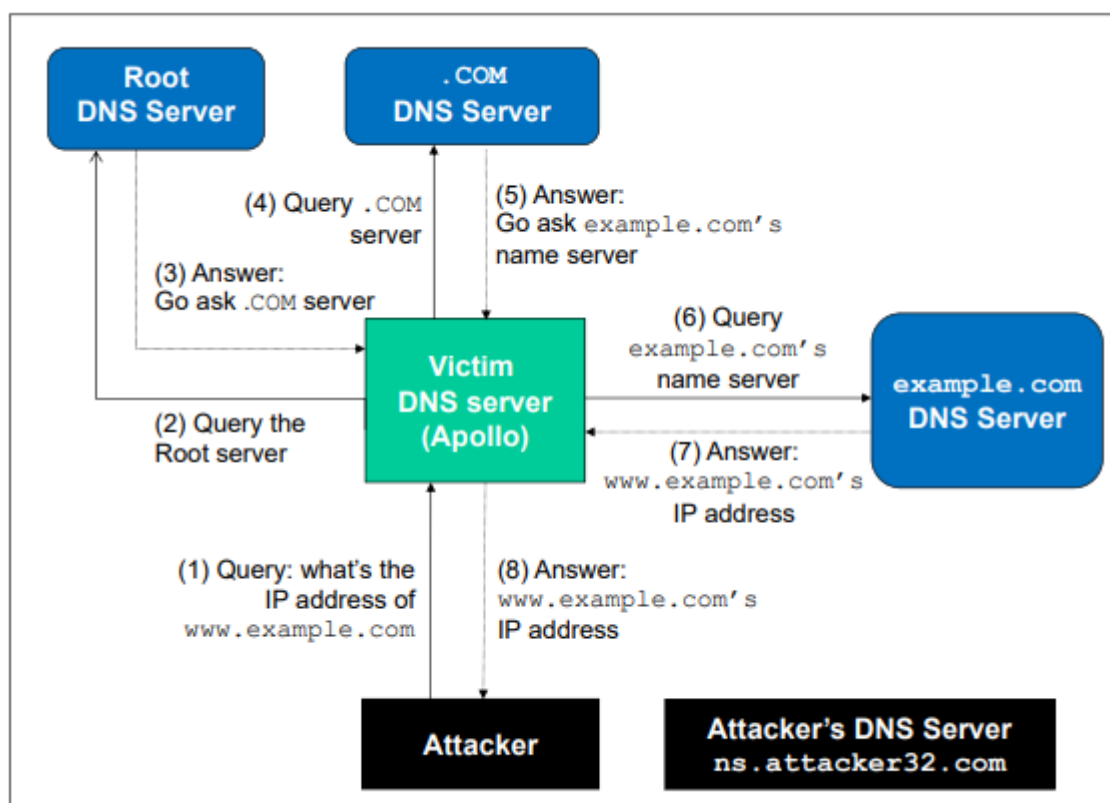 Root
DNS Server
.COM
DNS Server
(4) Query .COM
server
(5) Answer:
Go ask example.com's
name server
(3) Answer:
Go ask .COM server
(6) Query
example.com's
name server
Victim
DNS server
(Apollo)
example.com
DNS Server
(2) Query the
Root server
(7) Answer:
www.example.com's
IP address
(1) Query: what's the
IP address of
www.example.com
(8) Answer:
www.example.com's
IP address
Attacker
Attacker's DNS Server
ns.attacker32.com